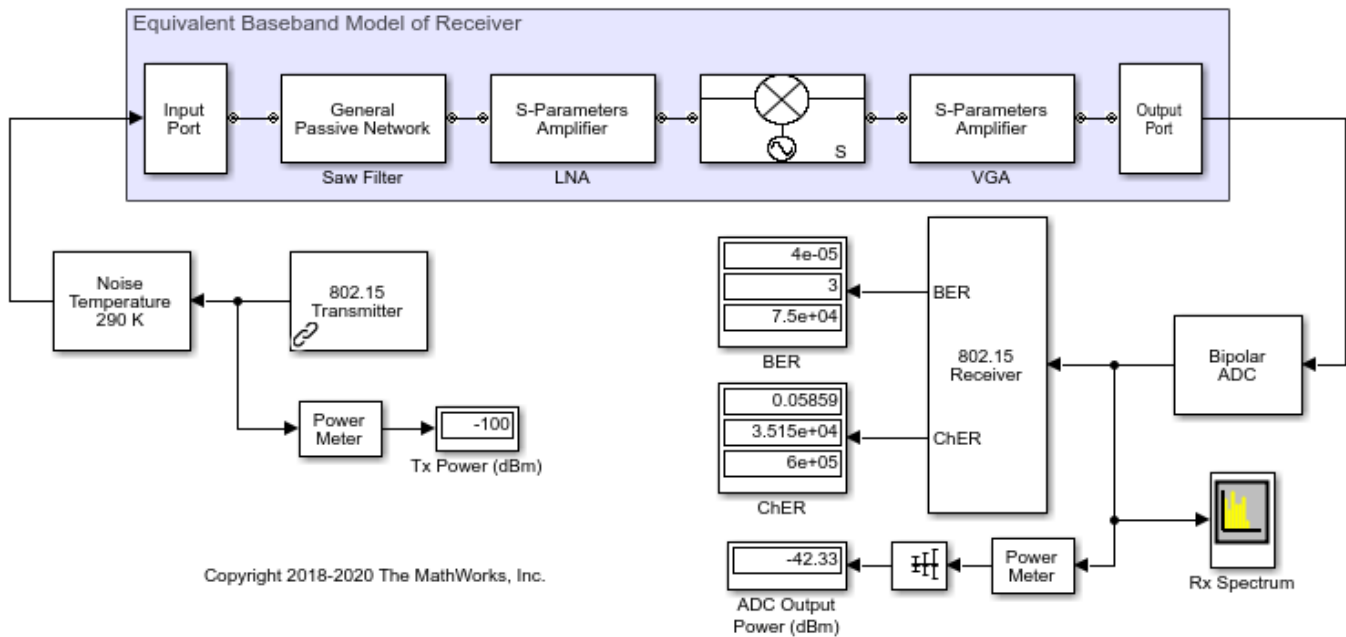 Equivalent Baseband Model of Receiver
Input
Port
General
Passive Network
Saw Filter
S-Parameters
Amplifier
LNA
S
S-Parameters
Amplifier
VGA
Output
Port
Noise
Temperature
290 K
802.15
Transmitter
Power
Meter
-100
Tx Power (dBm)
4e-05
3
7.5e+04
BER
0.05859
3.515e+04
6e+05
ChER
BER
802.15
Receiver
ChER
Bipolar
ADC
-42.33
ADC Output
Power (dBm)
Power
Meter
Rx Spectrum
Copyright 2018-2020 The MathWorks, Inc.